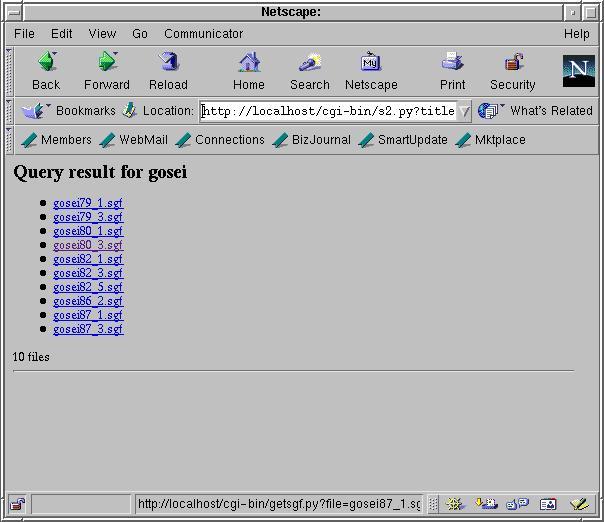 Netscape:
File Edit View Go Communicator Help
Back Forward Reload Home Search Netscape Print Security
My
N
Bookmarks Location: http://localhost/cgi-bin/s2.py?title What's Related
Members WebMail Connections BizJournal SmartUpdate Mktplace
Query result for gosei
gosei79_1.sgf
gosei79_3.sgf
gosei80_1.sgf
gosei80_3.sgf
gosei82_1.sgf
gosei82_3.sgf
gosei82_5.sgf
gosei86_2.sgf
gosei87_1.sgf
gosei87_3.sgf
10 files
http://localhost/cgi-bin/getsgf.py?file=gosei87_1.sg